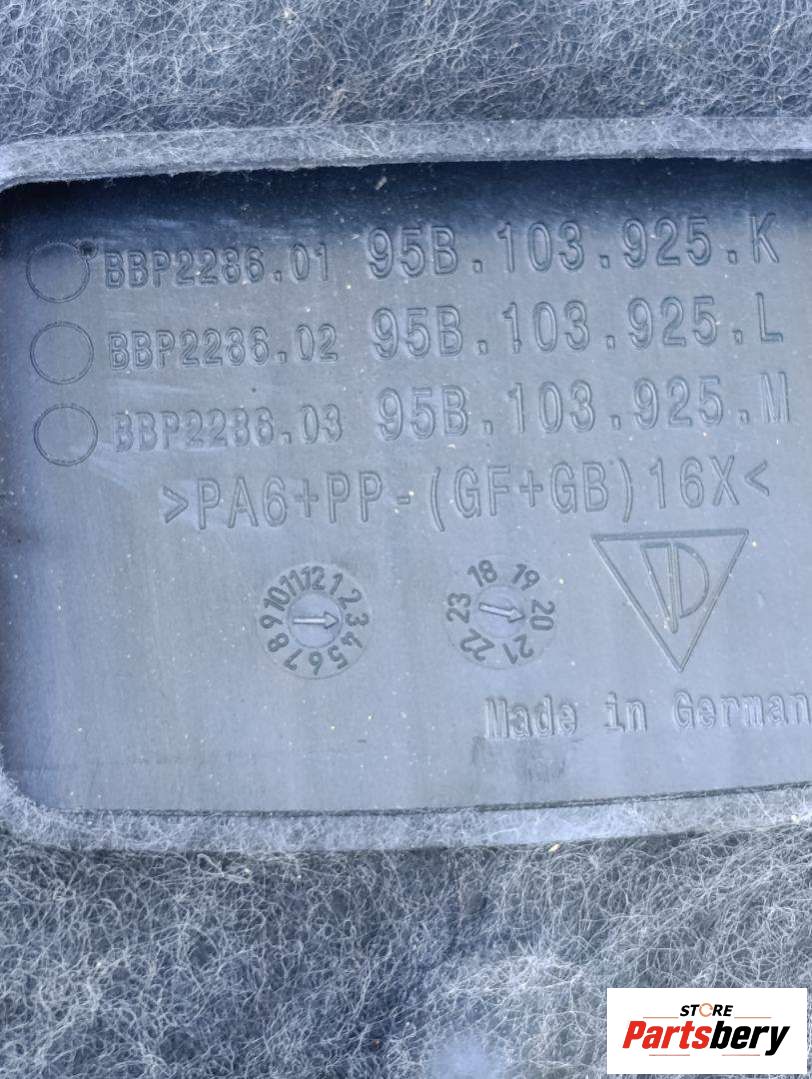 BBP2286.01 95B.103.925.K
BBP2286.02 95B.103.925.L
BBP2286.03 95B.103.925.M
>PA6+PP-(GF+GB)16X<
1 2 3 4 5 6 7 8 9 10 11 12
18 19 20 21 22 23
Made in German
STORE
Partsbery